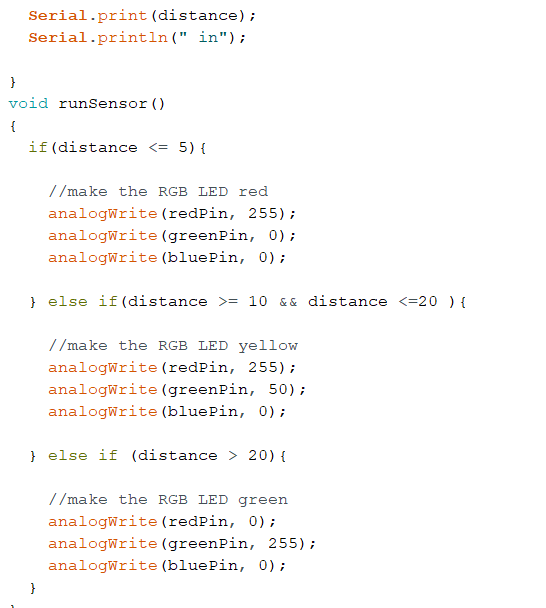 Serial.print(distance);
Serial.println(" in");
}
void runSensor()
{
if(distance <= 5){
//make the RGB LED red
analogWrite(redPin, 255);
analogWrite(greenPin, 0);
analogWrite(bluePin, 0);
} else if(distance >= 10 && distance <=20 ){
//make the RGB LED yellow
analogWrite(redPin, 255);
analogWrite(greenPin, 50);
analogWrite(bluePin, 0);
} else if (distance > 20){
//make the RGB LED green
analogWrite(redPin, 0);
analogWrite(greenPin, 255);
analogWrite(bluePin, 0);
}